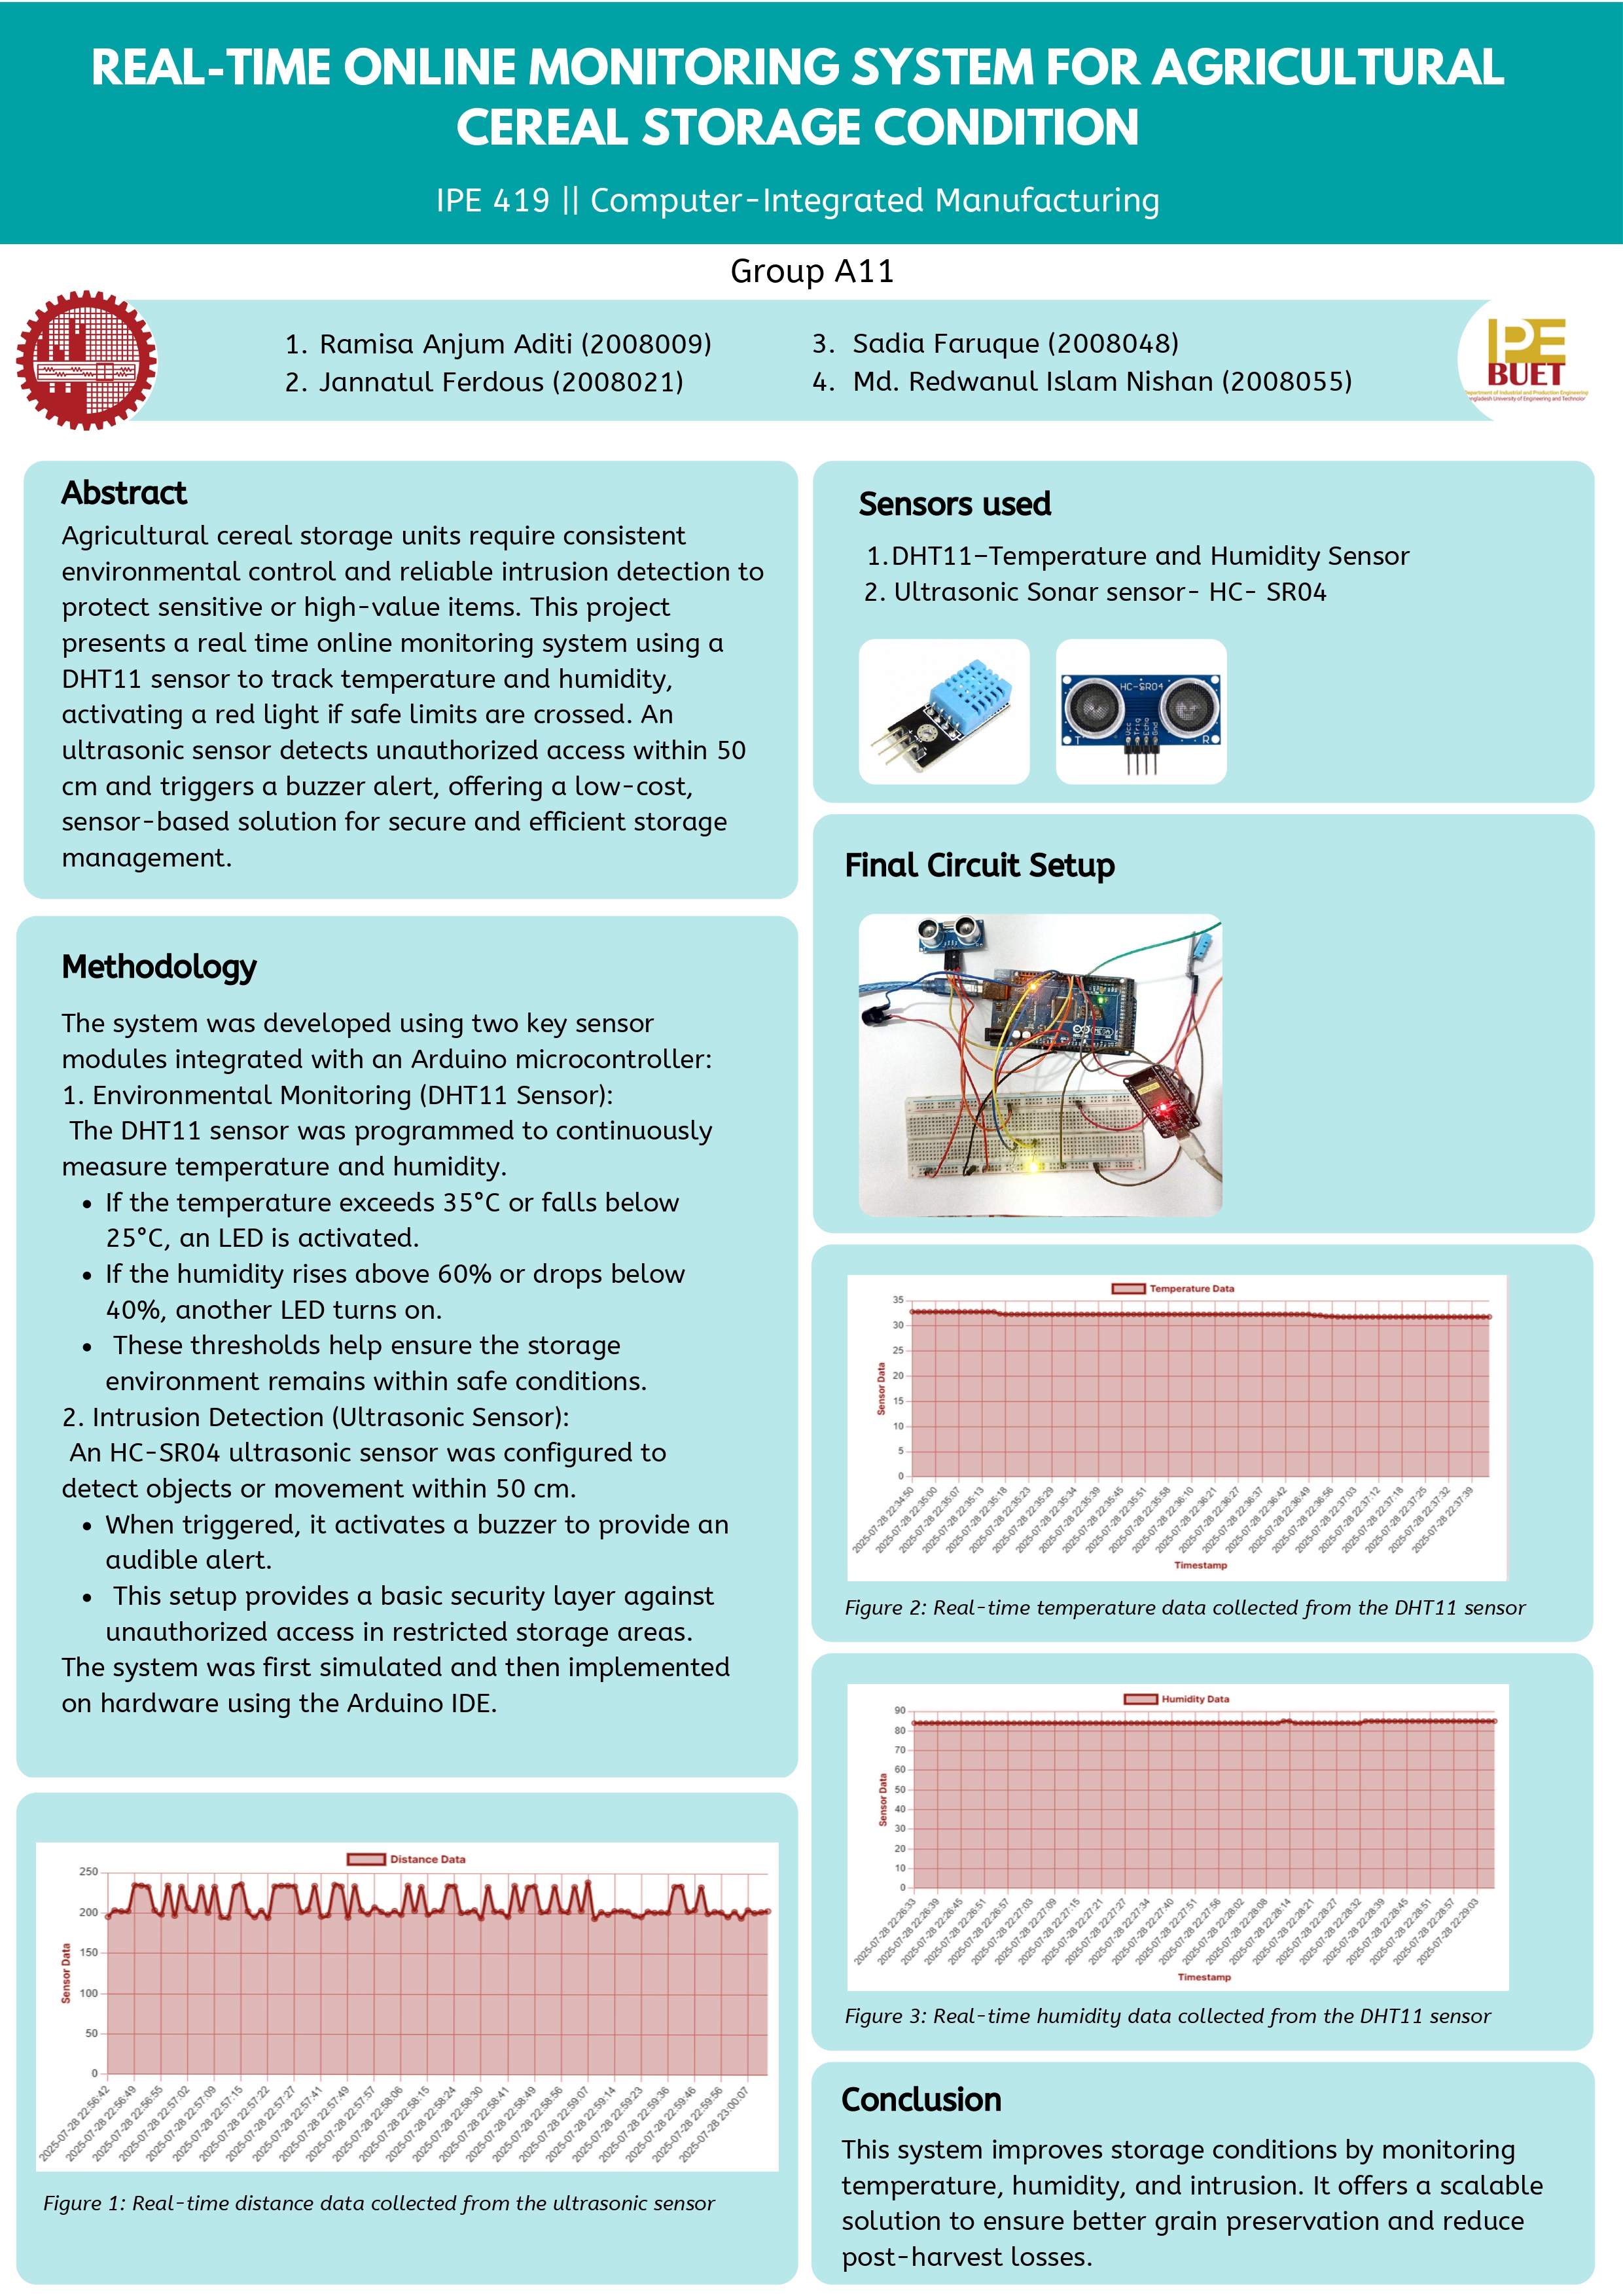 REAL-TIME ONLINE MONITORING SYSTEM FOR AGRICULTURAL
CEREAL STORAGE CONDITION
IPE 419 || Computer-Integrated Manufacturing
Group A11
1. Ramisa Anjum Aditi (2008009)
2. Jannatul Ferdous (2008021)
3. Sadia Faruque (2008048)
4. Md. Redwanul Islam Nishan (2008055)
IPE
BUET
Department of Industrial and Production Engineering
ngladesh University of Engineering and Technolo
Abstract
Agricultural cereal storage units require consistent
environmental control and reliable intrusion detection to
protect sensitive or high-value items. This project
presents a real time online monitoring system using a
DHT11 sensor to track temperature and humidity,
activating a red light if safe limits are crossed. An
ultrasonic sensor detects unauthorized access within 50
cm and triggers a buzzer alert, offering a low-cost,
sensor-based solution for secure and efficient storage
management.
Methodology
The system was developed using two key sensor
modules integrated with an Arduino microcontroller:
1. Environmental Monitoring (DHT11 Sensor):
The DHT11 sensor was programmed to continuously
measure temperature and humidity.
• If the temperature exceeds 35°C or falls below
25°C, an LED is activated.
• If the humidity rises above 60% or drops below
40%, another LED turns on.
• These thresholds help ensure the storage
environment remains within safe conditions.
2. Intrusion Detection (Ultrasonic Sensor):
An HC-SR04 ultrasonic sensor was configured to
detect objects or movement within 50 cm.
• When triggered, it activates a buzzer to provide an
audible alert.
• This setup provides a basic security layer against
unauthorized access in restricted storage areas.
The system was first simulated and then implemented
on hardware using the Arduino IDE.
Distance Data
250
200
150
100
50
0
Sensor Data
2025-07-28 22:56:42
2025-07-28 22:56:49
2025-07-28 22:56:55
2025-07-28 22:57:02
2025-07-28 22:57:09
2025-07-28 22:57:15
2025-07-28 22:57:22
2025-07-28 22:57:27
2025-07-28 22:57:41
2025-07-28 22:57:49
2025-07-28 22:57:57
2025-07-28 22:58:06
2025-07-28 22:58:15
2025-07-28 22:58:24
2025-07-28 22:58:30
2025-07-28 22:58:41
2025-07-28 22:58:49
2025-07-28 22:58:56
2025-07-28 22:59:07
2025-07-28 22:59:14
2025-07-28 22:59:23
2025-07-28 22:59:36
2025-07-28 22:59:46
2025-07-28 22:59:56
2025-07-28 23:00:07
Figure 1: Real-time distance data collected from the ultrasonic sensor
Sensors used
1. DHT11–Temperature and Humidity Sensor
2. Ultrasonic Sonar sensor- HC- SR04
HC-SR04
Vcc
Trig
Echo
Gnd
T
R
Final Circuit Setup
MEGA
Temperature Data
35
30
25
20
15
10
5
0
Sensor Data
2025-07-28 22:34:50
2025-07-28 22:35:00
2025-07-28 22:35:07
2025-07-28 22:35:13
2025-07-28 22:35:18
2025-07-28 22:35:23
2025-07-28 22:35:29
2025-07-28 22:35:34
2025-07-28 22:35:39
2025-07-28 22:35:45
2025-07-28 22:35:51
2025-07-28 22:35:58
2025-07-28 22:36:10
2025-07-28 22:36:21
2025-07-28 22:36:27
2025-07-28 22:36:37
2025-07-28 22:36:42
2025-07-28 22:36:49
2025-07-28 22:36:56
2025-07-28 22:37:03
2025-07-28 22:37:12
2025-07-28 22:37:18
2025-07-28 22:37:25
2025-07-28 22:37:32
2025-07-28 22:37:39
Timestamp
Figure 2: Real-time temperature data collected from the DHT11 sensor
Humidity Data
90
80
70
60
50
40
30
20
10
0
Sensor Data
2025-07-28 22:26:33
2025-07-28 22:26:39
2025-07-28 22:26:45
2025-07-28 22:26:51
2025-07-28 22:26:57
2025-07-28 22:27:03
2025-07-28 22:27:09
2025-07-28 22:27:15
2025-07-28 22:27:21
2025-07-28 22:27:27
2025-07-28 22:27:34
2025-07-28 22:27:40
2025-07-28 22:27:51
2025-07-28 22:27:56
2025-07-28 22:28:02
2025-07-28 22:28:08
2025-07-28 22:28:14
2025-07-28 22:28:21
2025-07-28 22:28:27
2025-07-28 22:28:32
2025-07-28 22:28:39
2025-07-28 22:28:45
2025-07-28 22:28:51
2025-07-28 22:28:57
2025-07-28 22:29:03
Timestamp
Figure 3: Real-time humidity data collected from the DHT11 sensor
Conclusion
This system improves storage conditions by monitoring
temperature, humidity, and intrusion. It offers a scalable
solution to ensure better grain preservation and reduce
post-harvest losses.